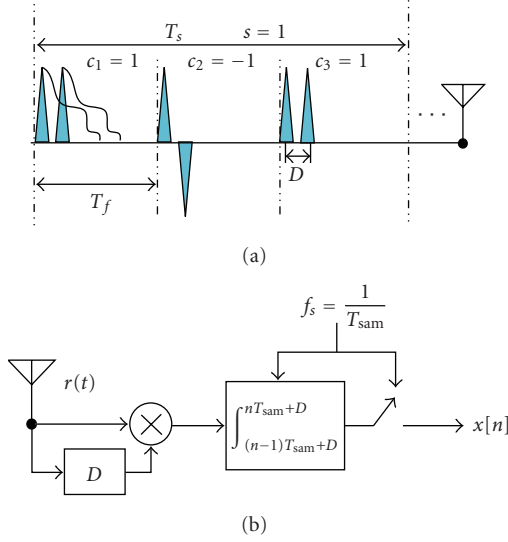 T_s s = 1
c_1 = 1 c_2 = −1 c_3 = 1
· · ·
D
T_f
(a)
f_s = 1/T_sam
r(t)
∫_{(n−1)T_sam+D}^{nT_sam+D}
x[n]
D
(b)